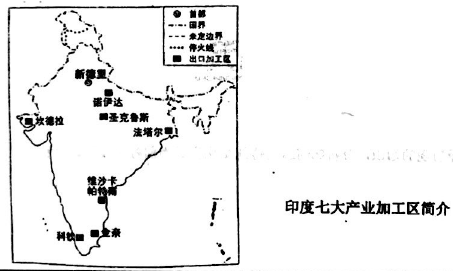 首都
国界
未定边界
停火线
出口加工区
新德里
诺伊达
圣克鲁斯
坎德拉
法塔尔
维沙卡
帕特南
科钦
金奈
印度七大产业加工区简介